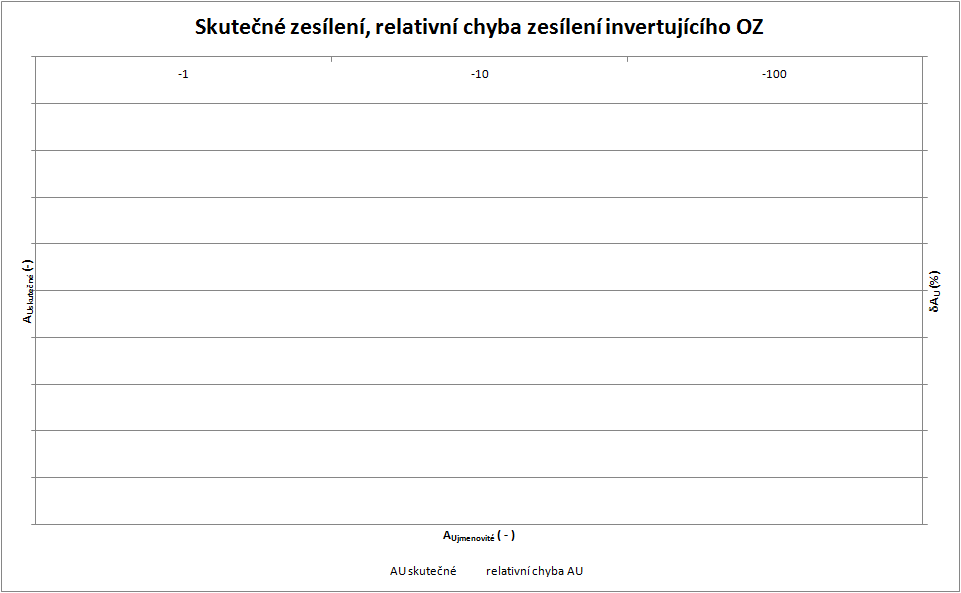 Skutečné zesílení, relativní chyba zesílení invertujícího OZ
-1 -10 -100
AUskutečné (-)
δAU (%)
AUjmenovité ( - )
AU skutečné relativní chyba AU